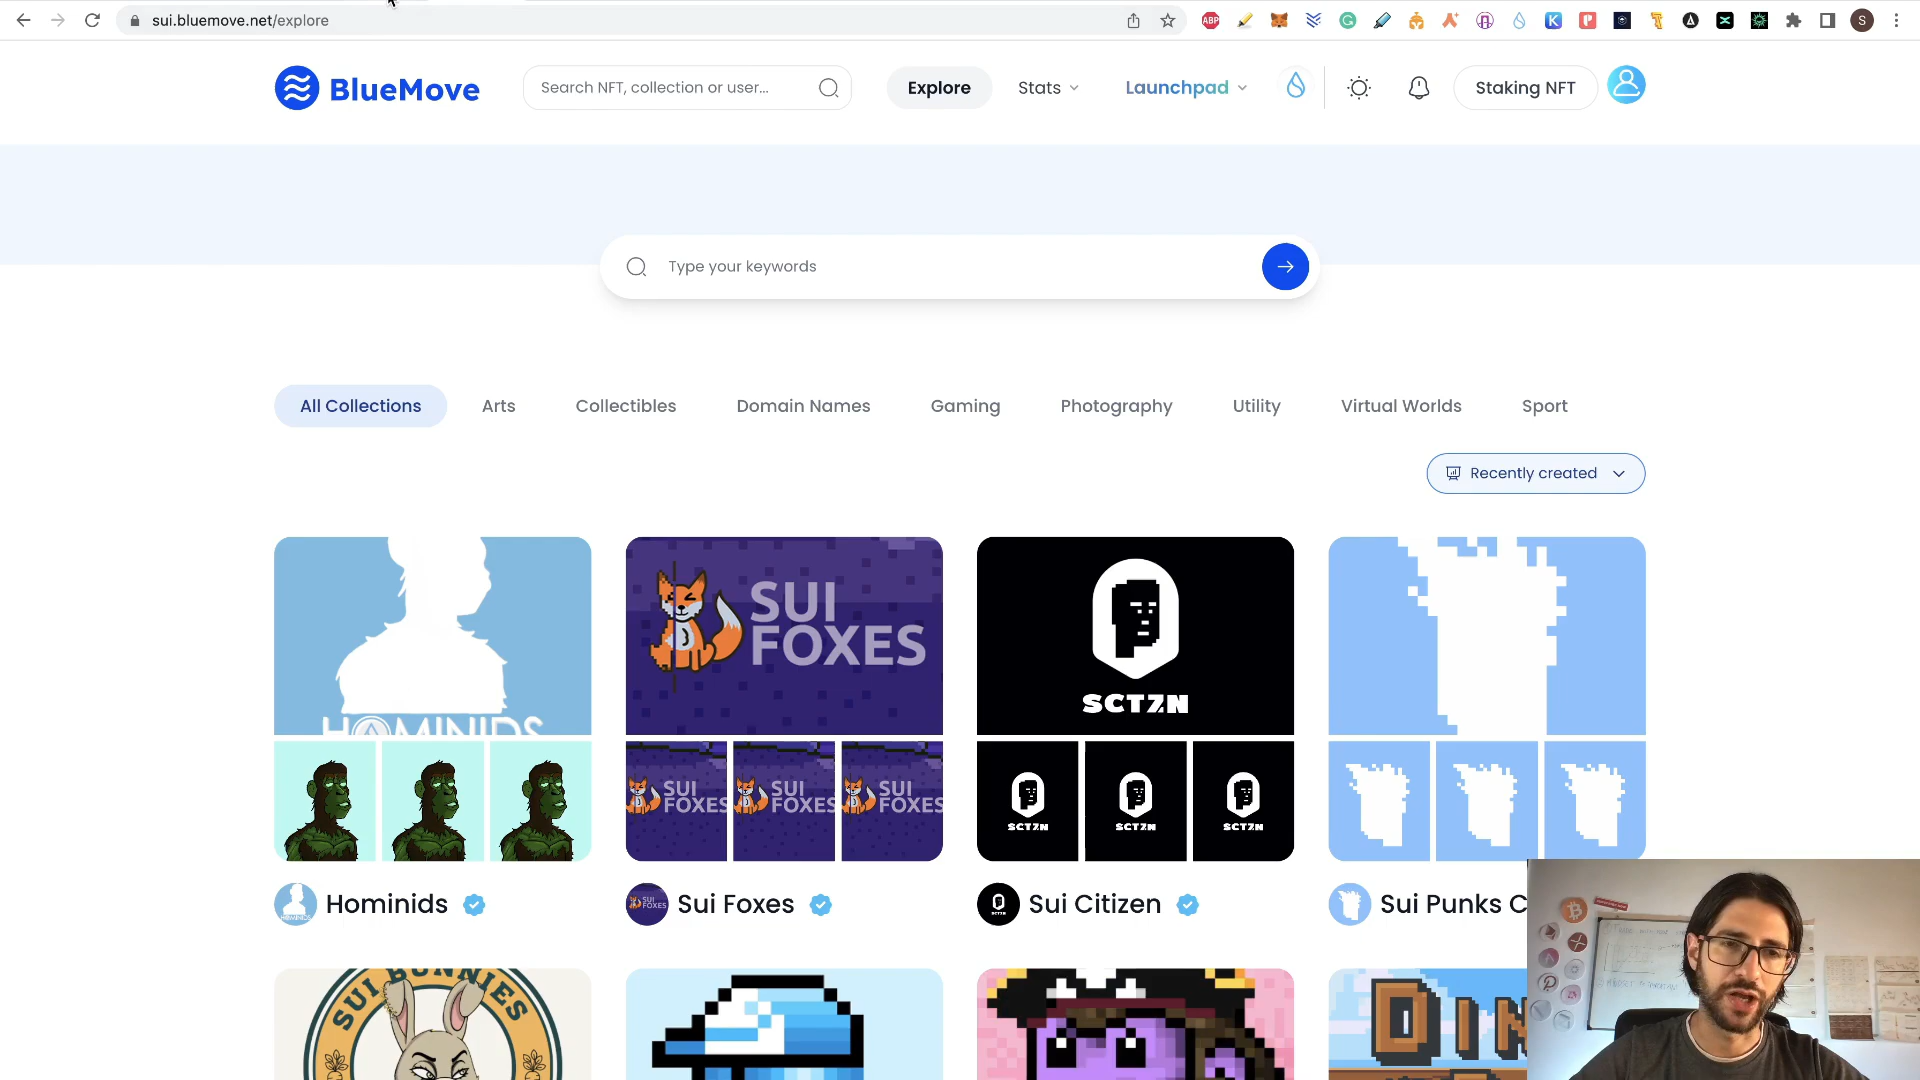 sui.bluemove.net/explore
ABP
S
BlueMove
Search NFT, collection or user...
Explore
Stats
Launchpad
Staking NFT
Type your keywords
All Collections
Arts
Collectibles
Domain Names
Gaming
Photography
Utility
Virtual Worlds
Sport
Recently created
HOMINIDS
SUI
FOXES
SCTZN
SUI
FOXES
SUI
FOXES
SUI
FOXES
SCTZN
SCTZN
SCTZN
Hominids
Sui Foxes
Sui Citizen
Sui Punks C
SUI BUNNIES
DIN